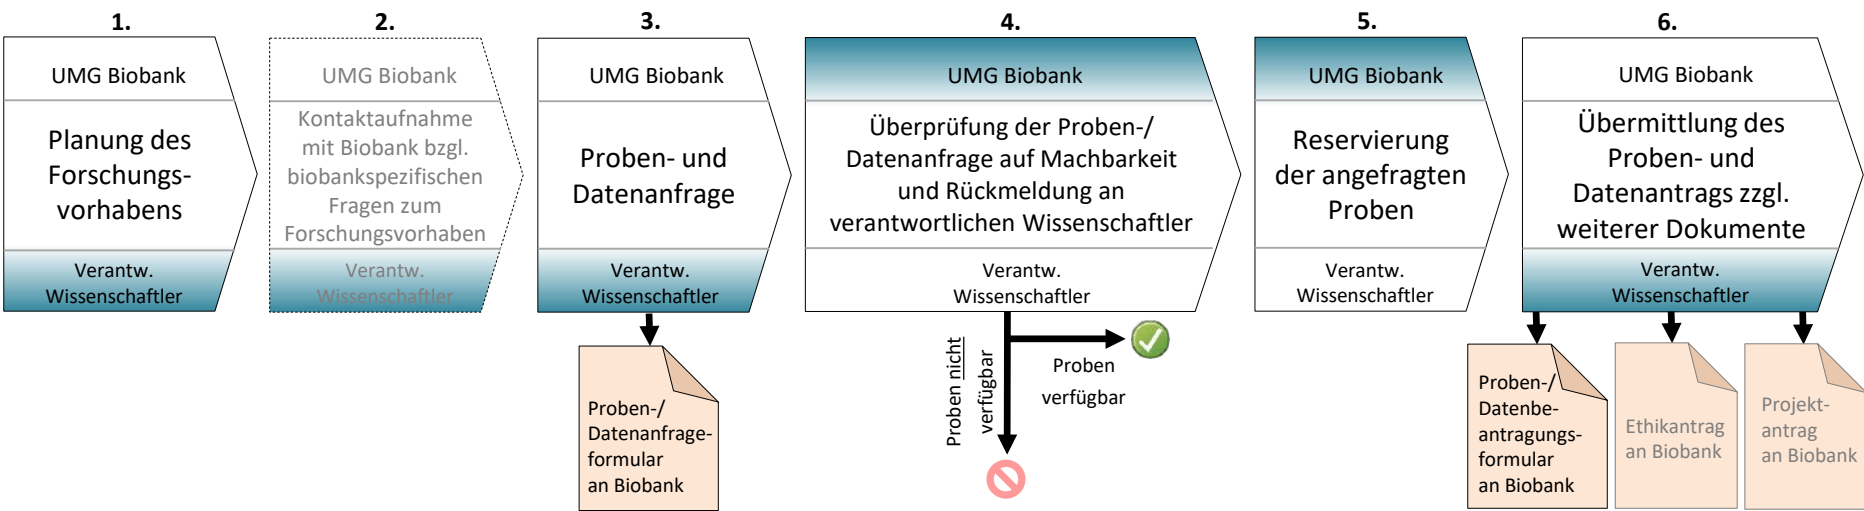 1.
UMG Biobank
Planung des
Forschungs-
vorhabens
Verantw.
Wissenschaftler
2.
UMG Biobank
Kontaktaufnahme
mit Biobank bzgl.
biobankspezifischen
Fragen zum
Forschungsvorhaben
Verantw.
Wissenschaftler
3.
UMG Biobank
Proben- und
Datenanfrage
Verantw.
Wissenschaftler
Proben-/
Datenanfrage-
formular
an Biobank
4.
UMG Biobank
Überprüfung der Proben-/
Datenanfrage auf Machbarkeit
und Rückmeldung an
verantwortlichen Wissenschaftler
Verantw.
Wissenschaftler
Proben nicht
verfügbar
Proben
verfügbar
5.
UMG Biobank
Reservierung
der angefragten
Proben
Verantw.
Wissenschaftler
6.
UMG Biobank
Übermittlung des
Proben- und
Datenantrags zzgl.
weiterer Dokumente
Verantw.
Wissenschaftler
Proben-/
Datenbe-
antragungs-
formular
an Biobank
Ethikantrag
an Biobank
Projekt-
antrag
an Biobank